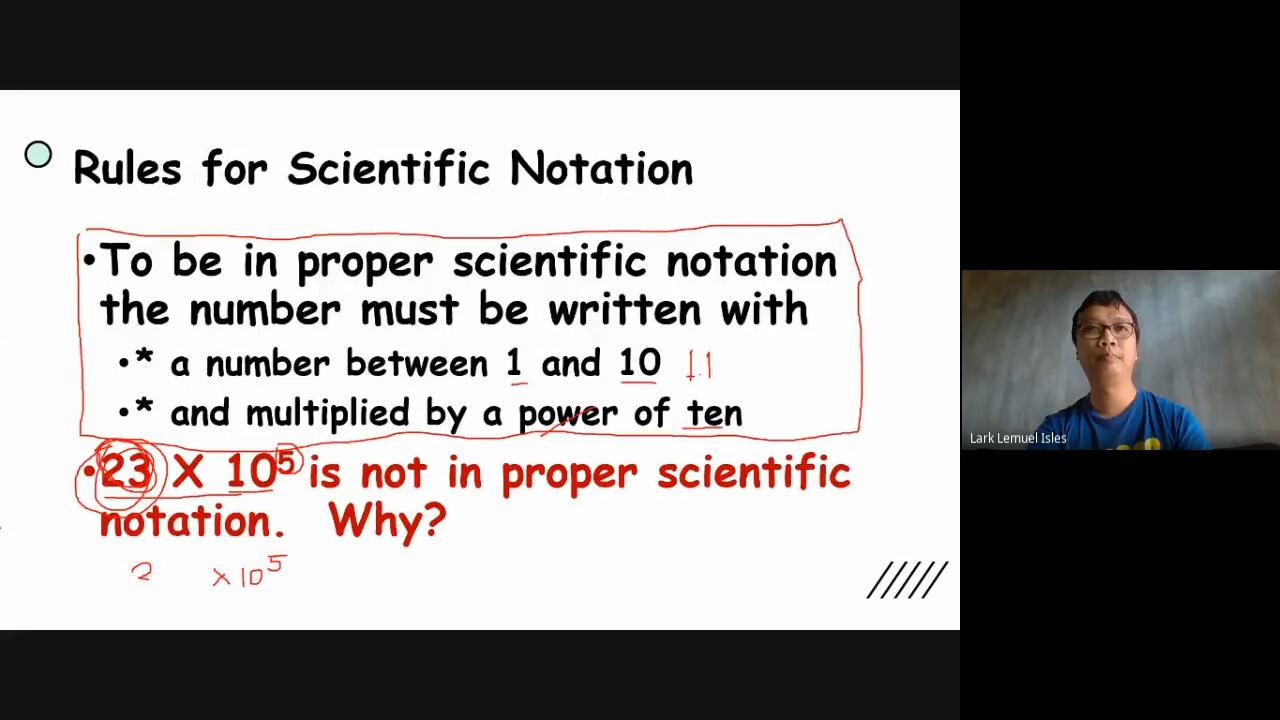 Rules for Scientific Notation
•To be in proper scientific notation
the number must be written with
•* a number between 1 and 10 1.1
•* and multiplied by a power of ten
•23 X 10⁵ is not in proper scientific
notation. Why?
2 x10⁵
Lark Lemuel Isles